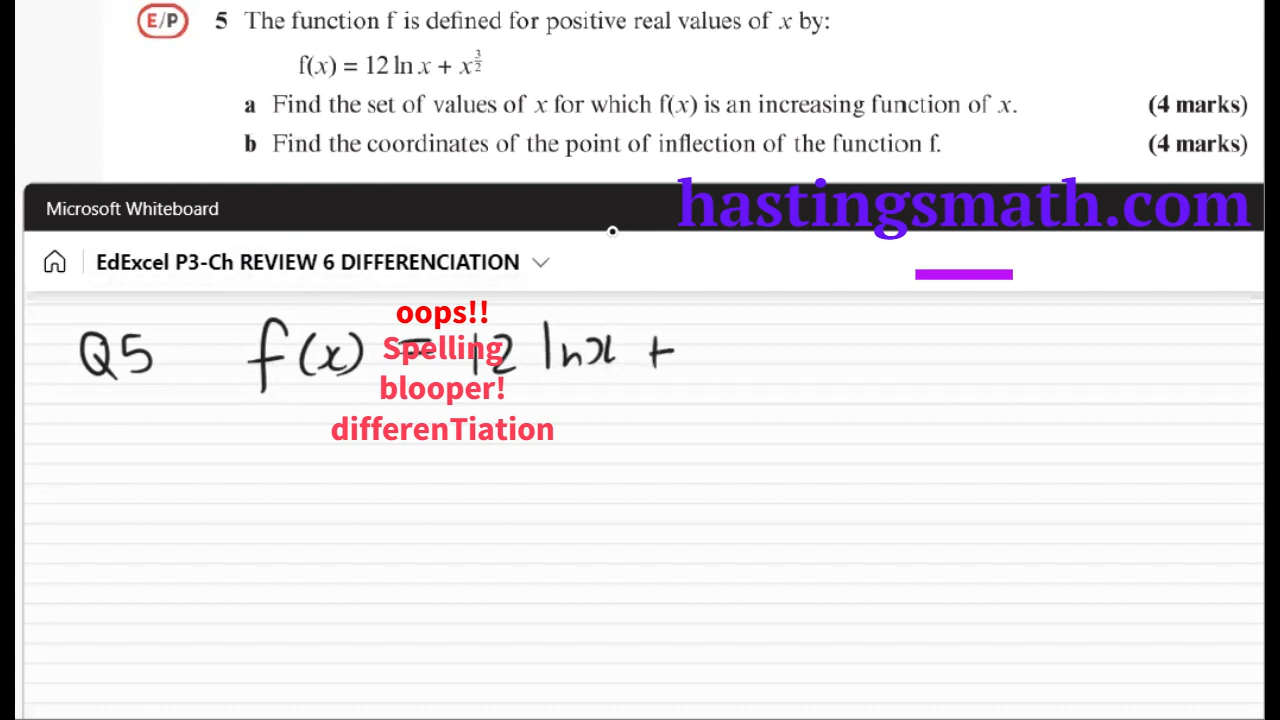 E/P 5 The function f is defined for positive real values of x by:
f(x) = 12 ln x + x^{3/2}
a Find the set of values of x for which f(x) is an increasing function of x. (4 marks)
b Find the coordinates of the point of inflection of the function f. (4 marks)
hastingsmath.com
Microsoft Whiteboard
EdExcel P3-Ch REVIEW 6 DIFFERENCIATION
oops!!
Q5 f(x) = 12 lnx +
Spelling
blooper!
differenTiation